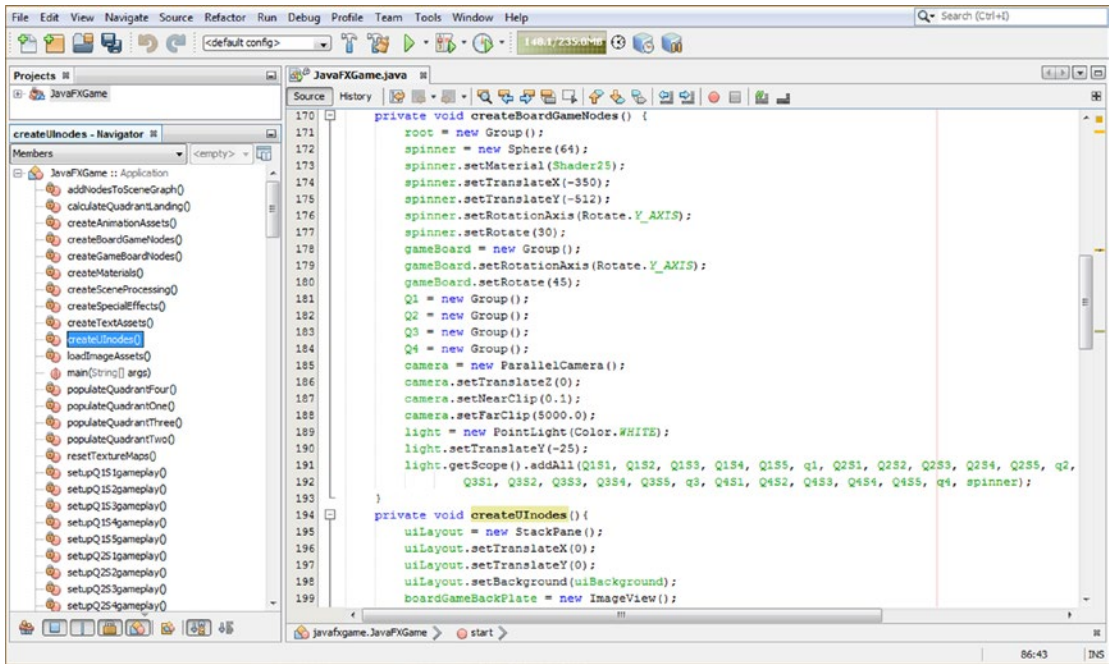 File Edit View Navigate Source Refactor Run Debug Profile Team Tools Window Help
Search (Ctrl+I)
<default config>
148.1/235.0MB
Projects
JavaFXGame
createUInodes - Navigator
Members
<empty>
JavaFXGame :: Application
addNodesToSceneGraph()
calculateQuadrantLanding()
createAnimationAssets()
createBoardGameNodes()
createGameBoardNodes()
createMaterials()
createSceneProcessing()
createSpecialEffects()
createTextAssets()
createUInodes()
loadImageAssets()
main(String[] args)
populateQuadrantFour()
populateQuadrantOne()
populateQuadrantThree()
populateQuadrantTwo()
resetTextureMaps()
setupQ1S1gameplay()
setupQ1S2gameplay()
setupQ1S3gameplay()
setupQ1S4gameplay()
setupQ1S5gameplay()
setupQ2S1gameplay()
setupQ2S2gameplay()
setupQ2S3gameplay()
setupQ2S4gameplay()
JavaFXGame.java
Source History
170 private void createBoardGameNodes() {
171 root = new Group();
172 spinner = new Sphere(64);
173 spinner.setMaterial(Shader25);
174 spinner.setTranslateX(-350);
175 spinner.setTranslateY(-512);
176 spinner.setRotationAxis(Rotate.Y_AXIS);
177 spinner.setRotate(30);
178 gameBoard = new Group();
179 gameBoard.setRotationAxis(Rotate.Y_AXIS);
180 gameBoard.setRotate(45);
181 Q1 = new Group();
182 Q2 = new Group();
183 Q3 = new Group();
184 Q4 = new Group();
185 camera = new ParallelCamera();
186 camera.setTranslateZ(0);
187 camera.setNearClip(0.1);
188 camera.setFarClip(5000.0);
189 light = new PointLight(Color.WHITE);
190 light.setTranslateY(-25);
191 light.getScope().addAll(Q1S1, Q1S2, Q1S3, Q1S4, Q1S5, q1, Q2S1, Q2S2, Q2S3, Q2S4, Q2S5, q2,
192 Q3S1, Q3S2, Q3S3, Q3S4, Q3S5, q3, Q4S1, Q4S2, Q4S3, Q4S4, Q4S5, q4, spinner);
193 }
194 private void createUInodes(){
195 uiLayout = new StackPane();
196 uiLayout.setTranslateX(0);
197 uiLayout.setTranslateY(0);
198 uiLayout.setBackground(uiBackground);
199 boardGameBackPlate = new ImageView();
javafxgame.JavaFXGame
start
86:43
INS